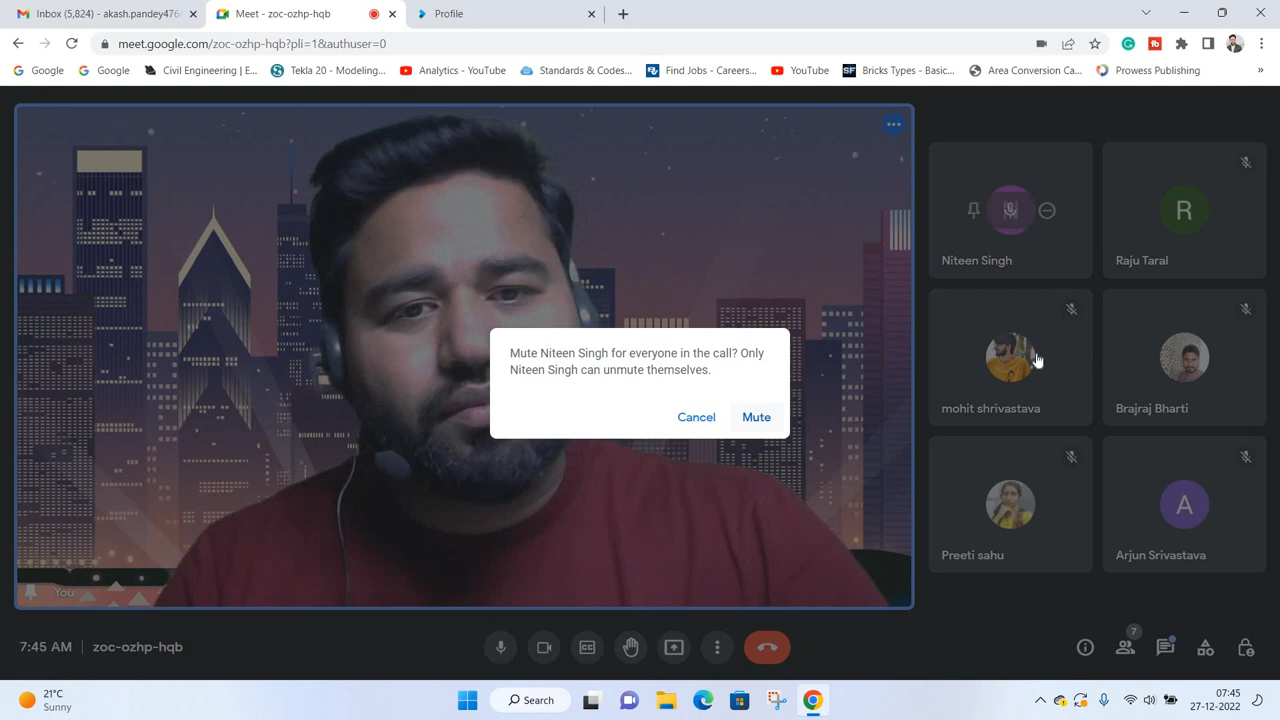 Inbox (5,824) - akash.pandey476
Meet - zoc-ozhp-hqb
Profile
meet.google.com/zoc-ozhp-hqb?pli=1&authuser=0
Google
Google
Civil Engineering | E...
Tekla 20 - Modeling...
Analytics - YouTube
Standards & Codes...
Find Jobs - Careers...
YouTube
SF
Bricks Types - Basic...
Area Conversion Ca...
Prowess Publishing
»
Niteen Singh
R
Raju Taral
mohit shrivastava
Brajraj Bharti
Preeti sahu
A
Arjun Srivastava
Mute Niteen Singh for everyone in the call? Only
Niteen Singh can unmute themselves.
Cancel
Mute
You
7:45 AM
zoc-ozhp-hqb
CC
7
21°C
Sunny
Search
07:45
27-12-2022